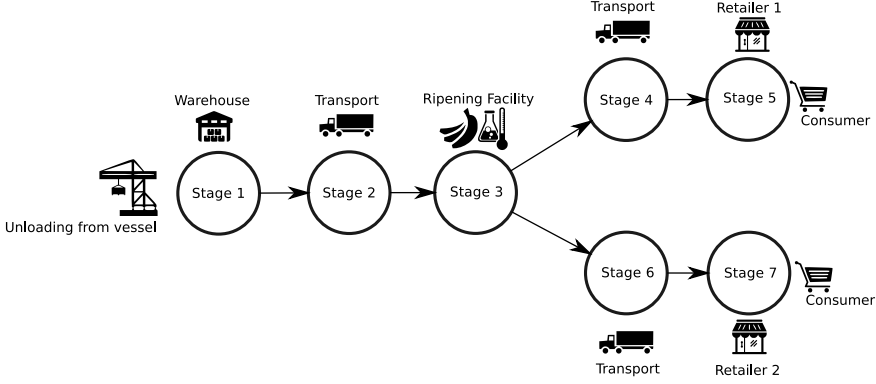 Transport
Retailer 1
Warehouse
Transport
Ripening Facility
Stage 4
Stage 5
Consumer
Unloading from vessel
Stage 1
Stage 2
Stage 3
Stage 6
Stage 7
Consumer
Transport
Retailer 2